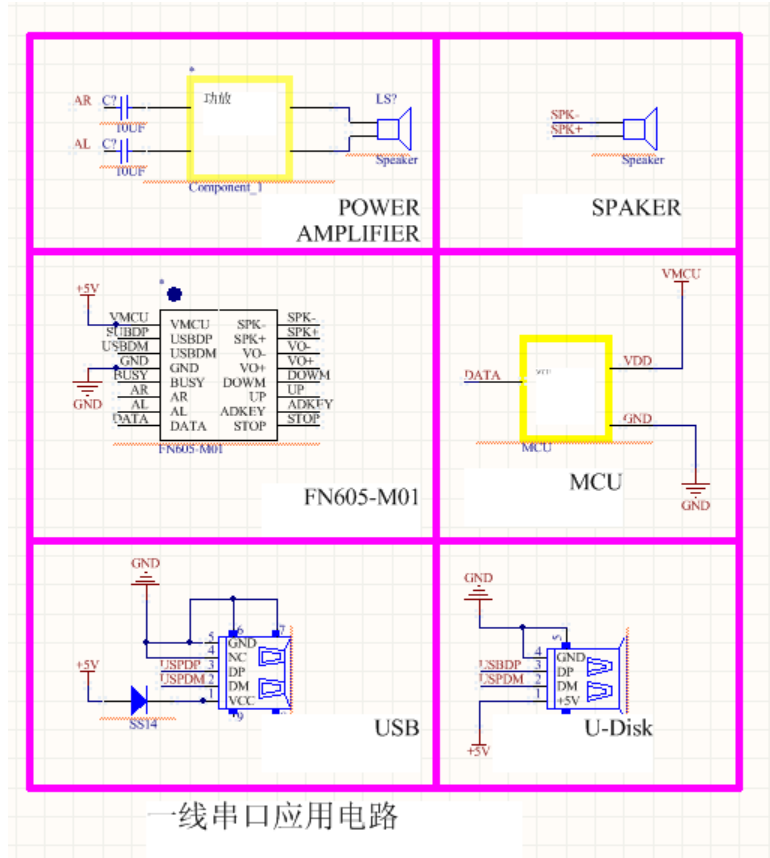 功放
AR
C?
10UF
AL
C?
10UF
LS?
Speaker
Component_1
POWER
AMPLIFIER
SPK-
SPK+
Speaker
SPAKER
+5V
VMCU
SUBDP
USBDM
GND
BUSY
AR
AL
DATA
GND
VMCU
USBDP
USBDM
GND
BUSY
AR
AL
DATA
SPK-
SPK+
VO-
VO+
DOWM
UP
ADKEY
STOP
SPK-
SPK+
VO-
VO+
DOWM
UP
ADKEY
STOP
FN605-M01
FN605-M01
VMCU
DATA
VDD
GND
MCU
GND
MCU
GND
6 7
5 GND
4 NC
USPDP 3 DP
USPDM 2 DM
1 VCC
9
+5V
SS14
USB
GND
5
4 GND
USBDP 3 DP
USPDM 2 DM
1 +5V
+5V
U-Disk
一线串口应用电路